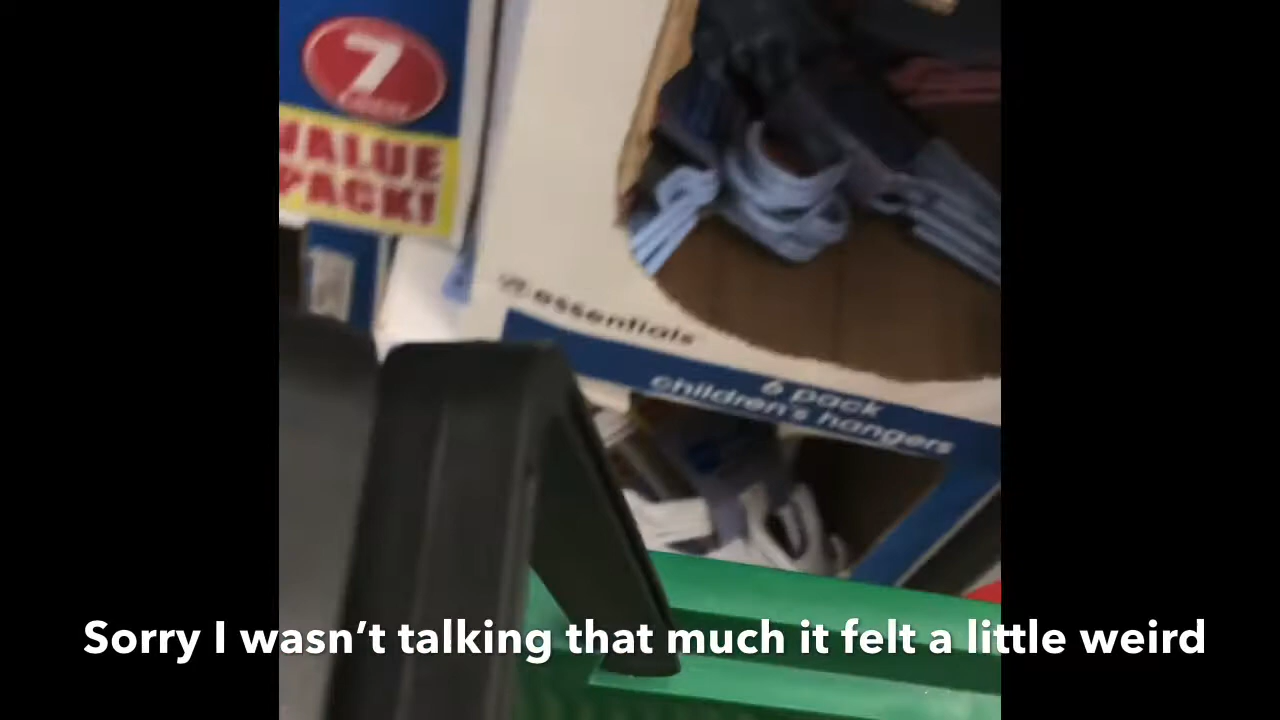 7
VALUE
PACK!
essentials
6 pack
children's hangers
Sorry I wasn't talking that much it felt a little weird